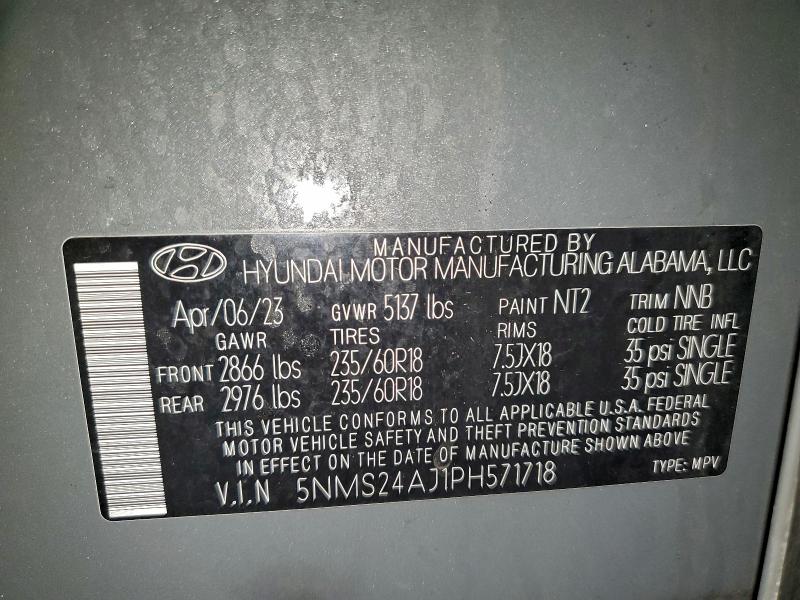 MANUFACTURED BY
HYUNDAI MOTOR MANUFACTURING ALABAMA, LLC
Apr/06/23 GVWR 5137 lbs PAINT NT2 TRIM NNB
GAWR TIRES RIMS COLD TIRE INFL
FRONT 2866 lbs 235/60R18 7.5JX18 35 psi SINGLE
REAR 2976 lbs 235/60R18 7.5JX18 35 psi SINGLE
THIS VEHICLE CONFORMS TO ALL APPLICABLE U.S.A. FEDERAL
MOTOR VEHICLE SAFETY AND THEFT PREVENTION STANDARDS
IN EFFECT ON THE DATE OF MANUFACTURE SHOWN ABOVE
V.I.N 5NMS24AJ1PH571718 TYPE: MPV